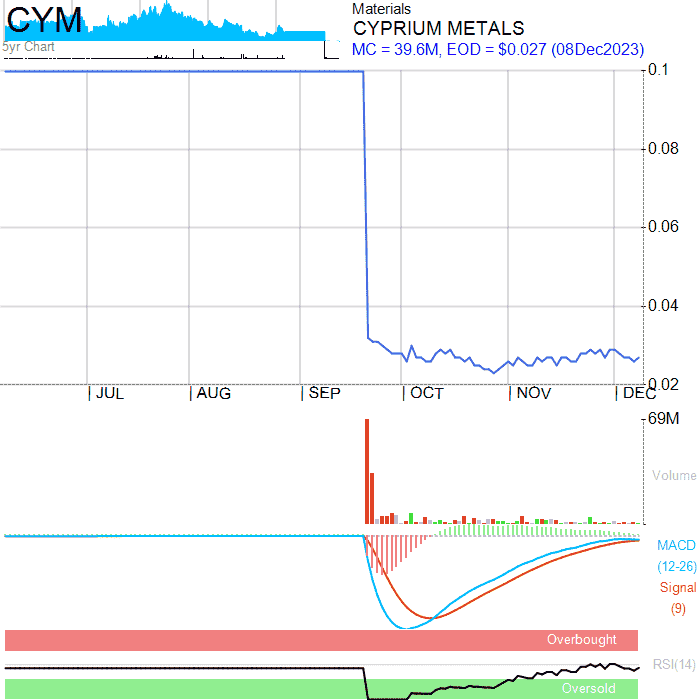 CYM
5yr Chart
Materials
CYPRIUM METALS
MC = 39.6M, EOD = $0.027 (08Dec2023)
0.1
0.08
0.06
0.04
0.02
JUL AUG SEP OCT NOV DEC
69M
Volume
MACD
(12-26)
Signal
(9)
Overbought
RSI(14)
Oversold